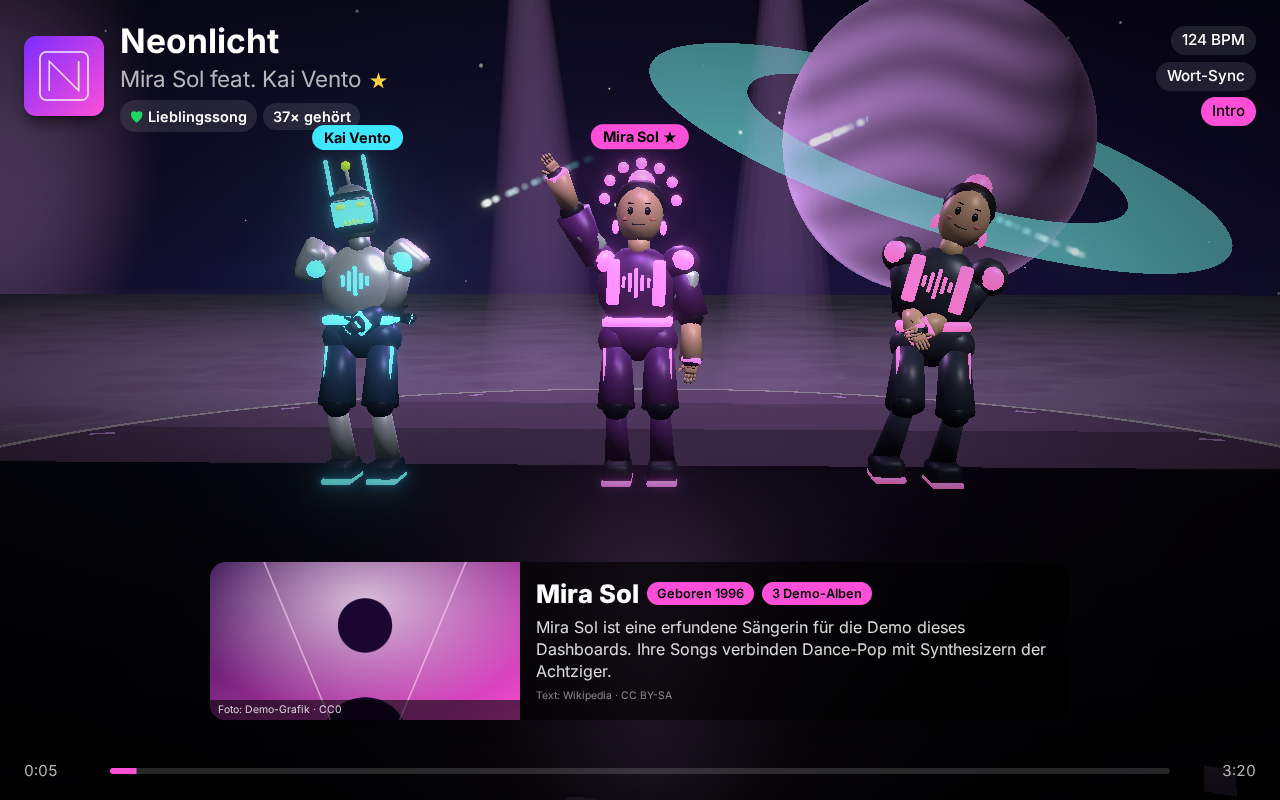 Neonlicht
Mira Sol feat. Kai Vento ★
Lieblingssong
37× gehört
124 BPM
Wort-Sync
Intro
Kai Vento
Mira Sol ★
Mira Sol
Geboren 1996
3 Demo-Alben
Mira Sol ist eine erfundene Sängerin für die Demo dieses
Dashboards. Ihre Songs verbinden Dance-Pop mit Synthesizern der
Achtziger.
Text: Wikipedia · CC BY-SA
Foto: Demo-Grafik · CC0
0:05
3:20